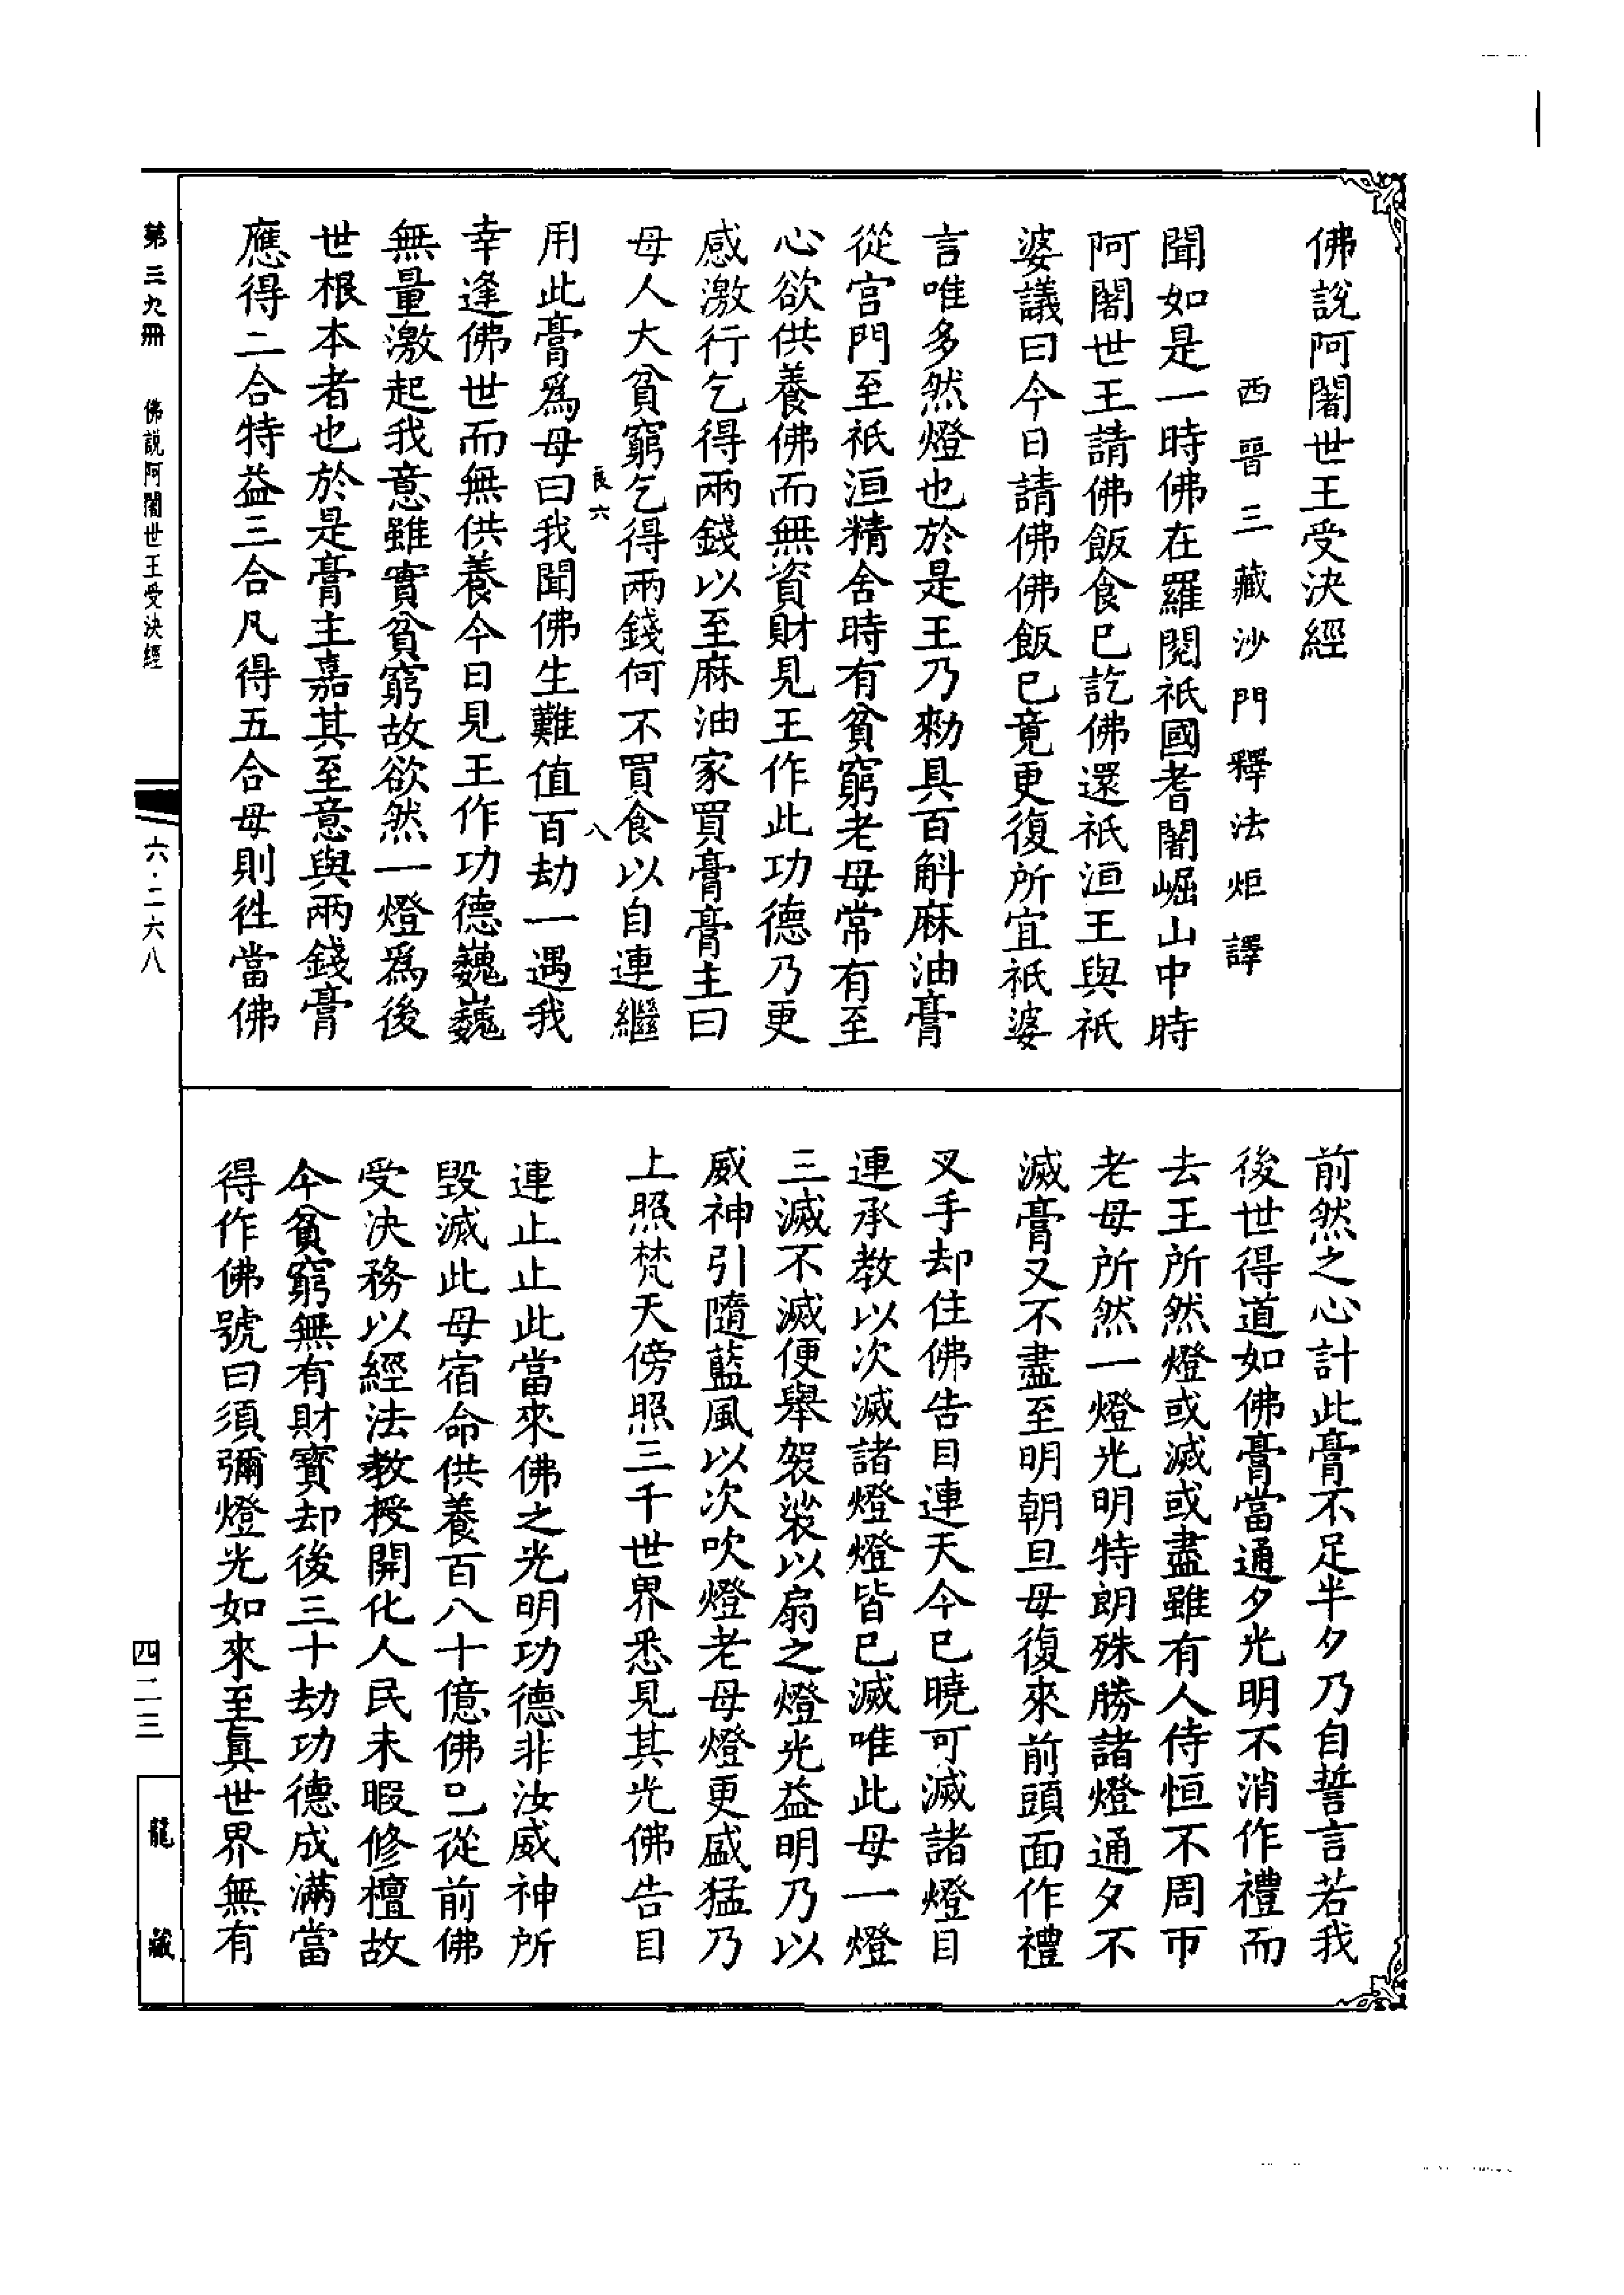 佛說阿闍世王受決經
西晉三藏沙門釋法炬譯
聞如是一時佛在羅閱祇國耆闍崛山中時
阿闍世王請佛飯食已訖佛還祇洹王與祇
婆議曰今日請佛佛飯已竟更復所宜祇婆
言唯多然燈也於是王乃勑具百斛麻油膏
從宮門至祇洹精舍時有貧窮老母常有至
心欲供養佛而無資財見王作此功德乃更
感激行乞得兩錢以至麻油家買膏膏主曰
母人大貧窮乞得兩錢何不買食以自連繼
良六
八
用此膏爲母曰我聞佛生難值百劫一遇我
幸逢佛世而無供養今日見王作功德巍巍
無量激起我意雖實貧窮故欲然一燈爲後
世根本者也於是膏主嘉其至意與兩錢膏
應得二合特益三合凡得五合母則徃當佛
前然之心計此膏不足半夕乃自誓言若我
後世得道如佛膏當通夕光明不消作禮而
去王所然燈或滅或盡雖有人侍恒不周帀
老母所然一燈光明特朗殊勝諸燈通夕不
滅膏又不盡至明朝旦母復來前頭面作禮
叉手却住佛告目連天今已曉可滅諸燈目
連承教以次滅諸燈燈皆已滅唯此母一燈
三滅不滅便舉袈裟以扇之燈光益明乃以
威神引隨藍風以次吹燈老母燈更盛猛乃
上照梵天傍照三千世界悉見其光佛告目
連止止此當來佛之光明功德非汝威神所
毀滅此母宿命供養百八十億佛已從前佛
受決務以經法教授開化人民未暇修檀故
今貧窮無有財寶却後三十劫功德成滿當
得作佛號曰須彌燈光如來至眞世界無有
第三九冊 佛說阿闍世王受決經
六·二六八
四二三
龍藏